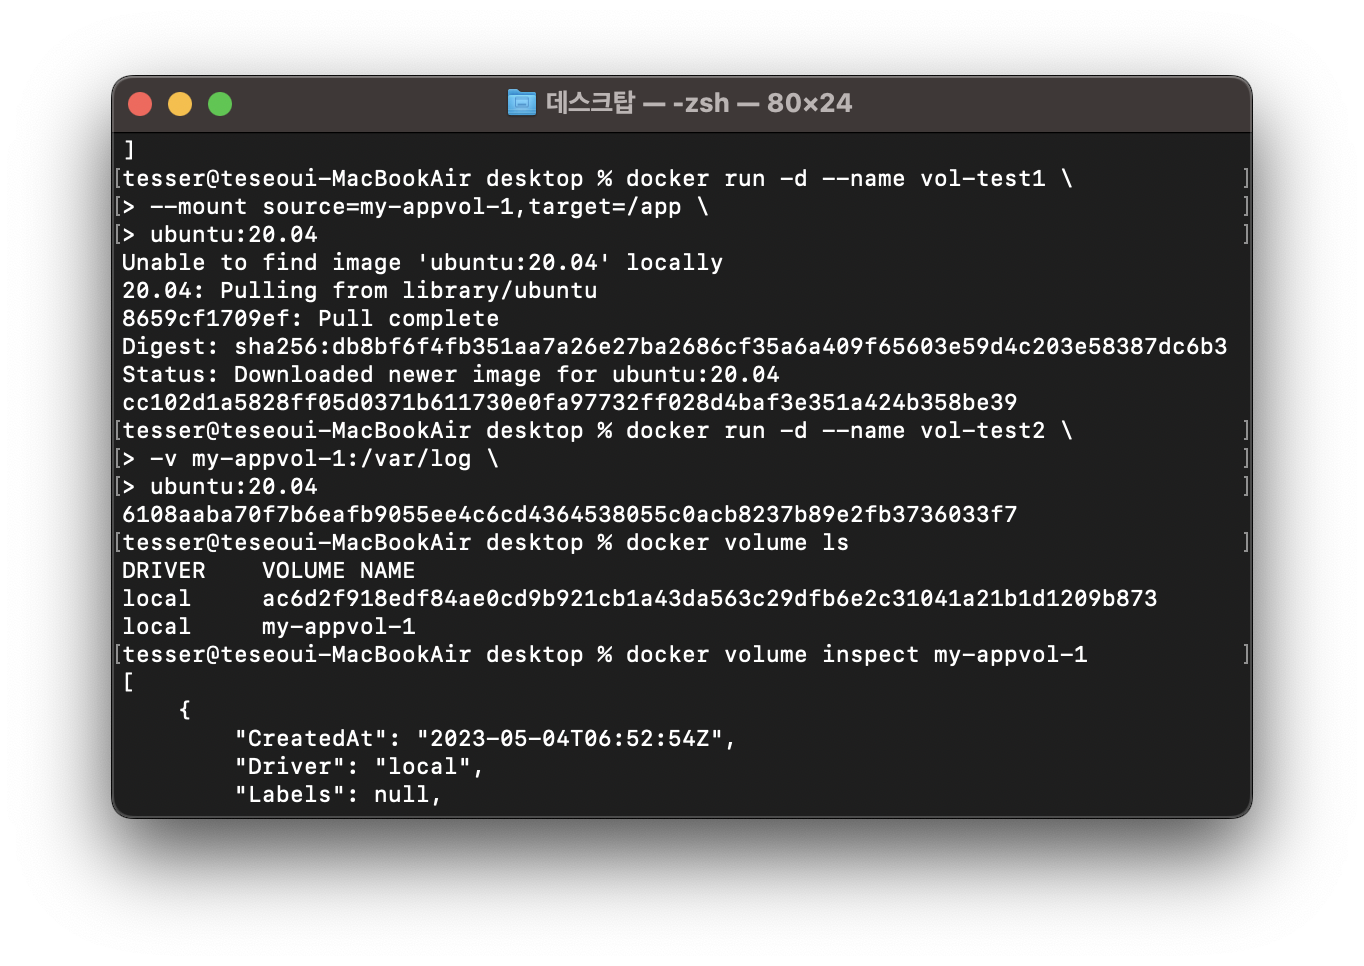 데스크탑 — -zsh — 80×24
]
[tesser@teseoui-MacBookAir desktop % docker run -d --name vol-test1 \ ]
[> --mount source=my-appvol-1,target=/app \ ]
[> ubuntu:20.04 ]
Unable to find image 'ubuntu:20.04' locally
20.04: Pulling from library/ubuntu
8659cf1709ef: Pull complete
Digest: sha256:db8bf6f4fb351aa7a26e27ba2686cf35a6a409f65603e59d4c203e58387dc6b3
Status: Downloaded newer image for ubuntu:20.04
cc102d1a5828ff05d0371b611730e0fa97732ff028d4baf3e351a424b358be39
[tesser@teseoui-MacBookAir desktop % docker run -d --name vol-test2 \ ]
[> -v my-appvol-1:/var/log \ ]
[> ubuntu:20.04 ]
6108aaba70f7b6eafb9055ee4c6cd4364538055c0acb8237b89e2fb3736033f7
[tesser@teseoui-MacBookAir desktop % docker volume ls ]
DRIVER    VOLUME NAME
local     ac6d2f918edf84ae0cd9b921cb1a43da563c29dfb6e2c31041a21b1d1209b873
local     my-appvol-1
[tesser@teseoui-MacBookAir desktop % docker volume inspect my-appvol-1 ]
[
    {
        "CreatedAt": "2023-05-04T06:52:54Z",
        "Driver": "local",
        "Labels": null,